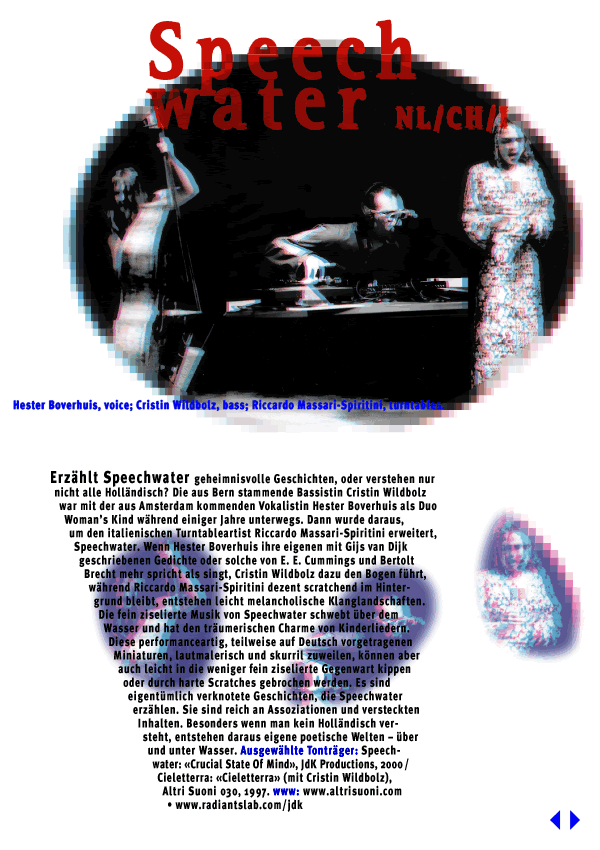 Speech
water NL/CH/I
Hester Boverhuis, voice; Cristin Wildbolz, bass; Riccardo Massari-Spiritini, turntables.
Erzählt Speechwater geheimnisvolle Geschichten, oder verstehen nur
nicht alle Holländisch? Die aus Bern stammende Bassistin Cristin Wildbolz
war mit der aus Amsterdam kommenden Vokalistin Hester Boverhuis als Duo
Woman's Kind während einiger Jahre unterwegs. Dann wurde daraus,
um den italienischen Turntableartist Riccardo Massari-Spiritini erweitert,
Speechwater. Wenn Hester Boverhuis ihre eigenen mit Gijs van Dijk
geschriebenen Gedichte oder solche von E. E. Cummings und Bertolt
Brecht mehr spricht als singt, Cristin Wildbolz dazu den Bogen führt,
während Riccardo Massari-Spiritini dezent scratchend im Hinter-
grund bleibt, entstehen leicht melancholische Klanglandschaften.
Die fein ziselierte Musik von Speechwater schwebt über dem
Wasser und hat den träumerischen Charme von Kinderliedern.
Diese performanceartig, teilweise auf Deutsch vorgetragenen
Miniaturen, lautmalerisch und skurril zuweilen, können aber
auch leicht in die weniger fein ziselierte Gegenwart kippen
oder durch harte Scratches gebrochen werden. Es sind
eigentümlich verknotete Geschichten, die Speechwater
erzählen. Sie sind reich an Assoziationen und versteckten
Inhalten. Besonders wenn man kein Holländisch ver-
steht, entstehen daraus eigene poetische Welten – über
und unter Wasser. Ausgewählte Tonträger: Speech-
water: «Crucial State Of Mind», JdK Productions, 2000/
Cieletterra: «Cieletterra» (mit Cristin Wildbolz),
Altri Suoni 030, 1997. www: www.altrisuoni.com
• www.radiantslab.com/jdk